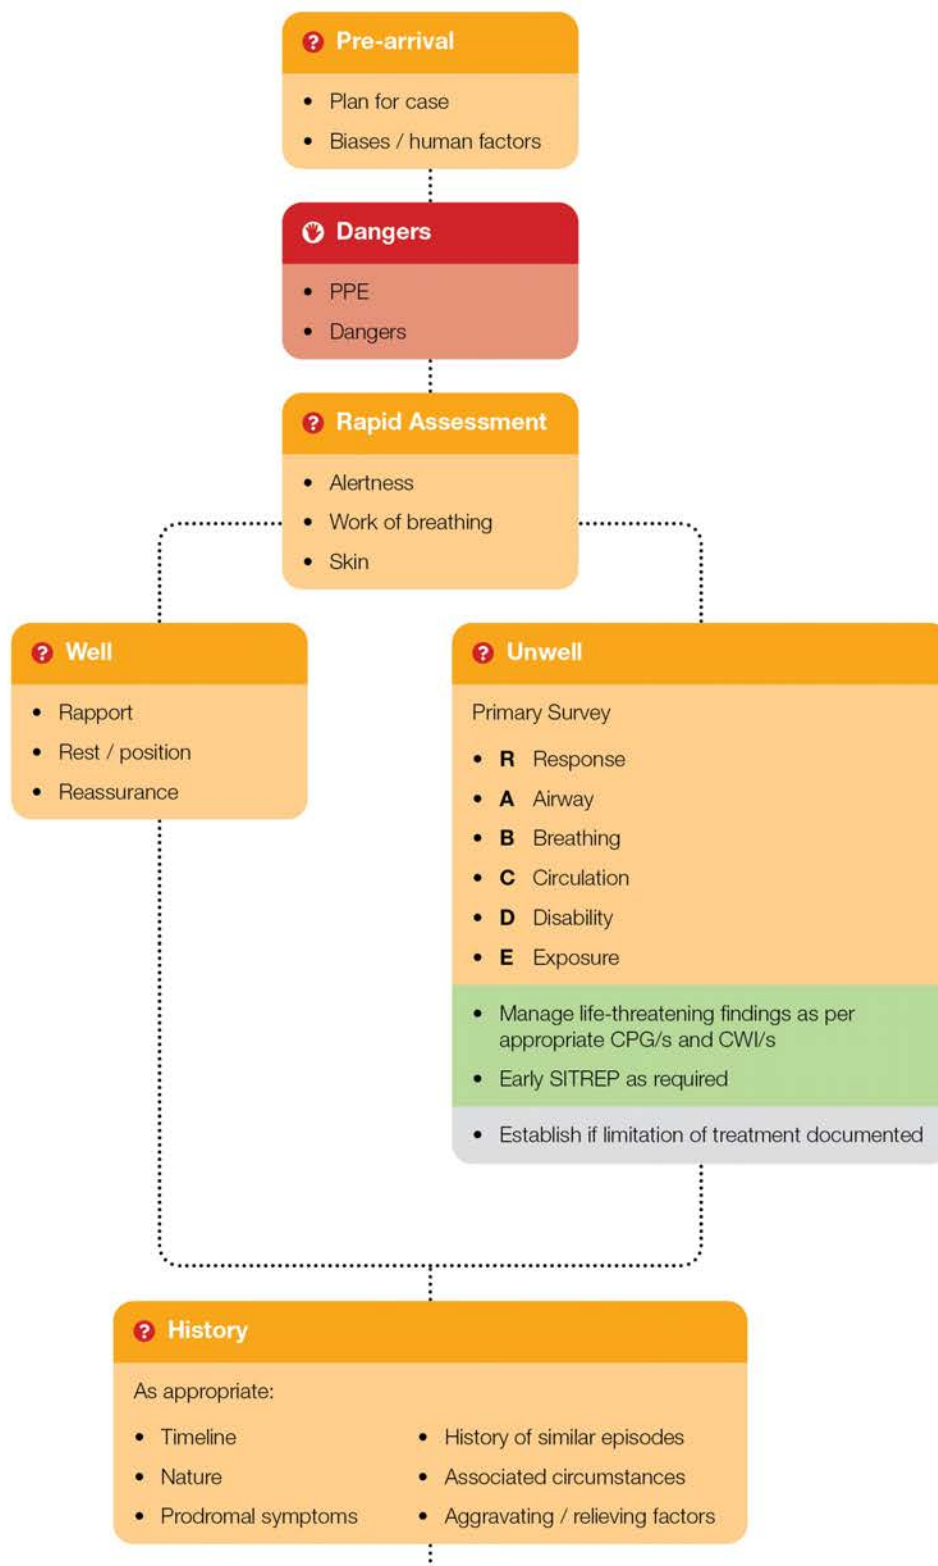 Pre-arrival
• Plan for case
• Biases / human factors
Dangers
• PPE
• Dangers
Rapid Assessment
• Alertness
• Work of breathing
• Skin
Well
• Rapport
• Rest / position
• Reassurance
Unwell
Primary Survey
• R Response
• A Airway
• B Breathing
• C Circulation
• D Disability
• E Exposure
• Manage life-threatening findings as per
appropriate CPG/s and CWI/s
• Early SITREP as required
• Establish if limitation of treatment documented
History
As appropriate:
• Timeline
• Nature
• Prodromal symptoms
• History of similar episodes
• Associated circumstances
• Aggravating / relieving factors